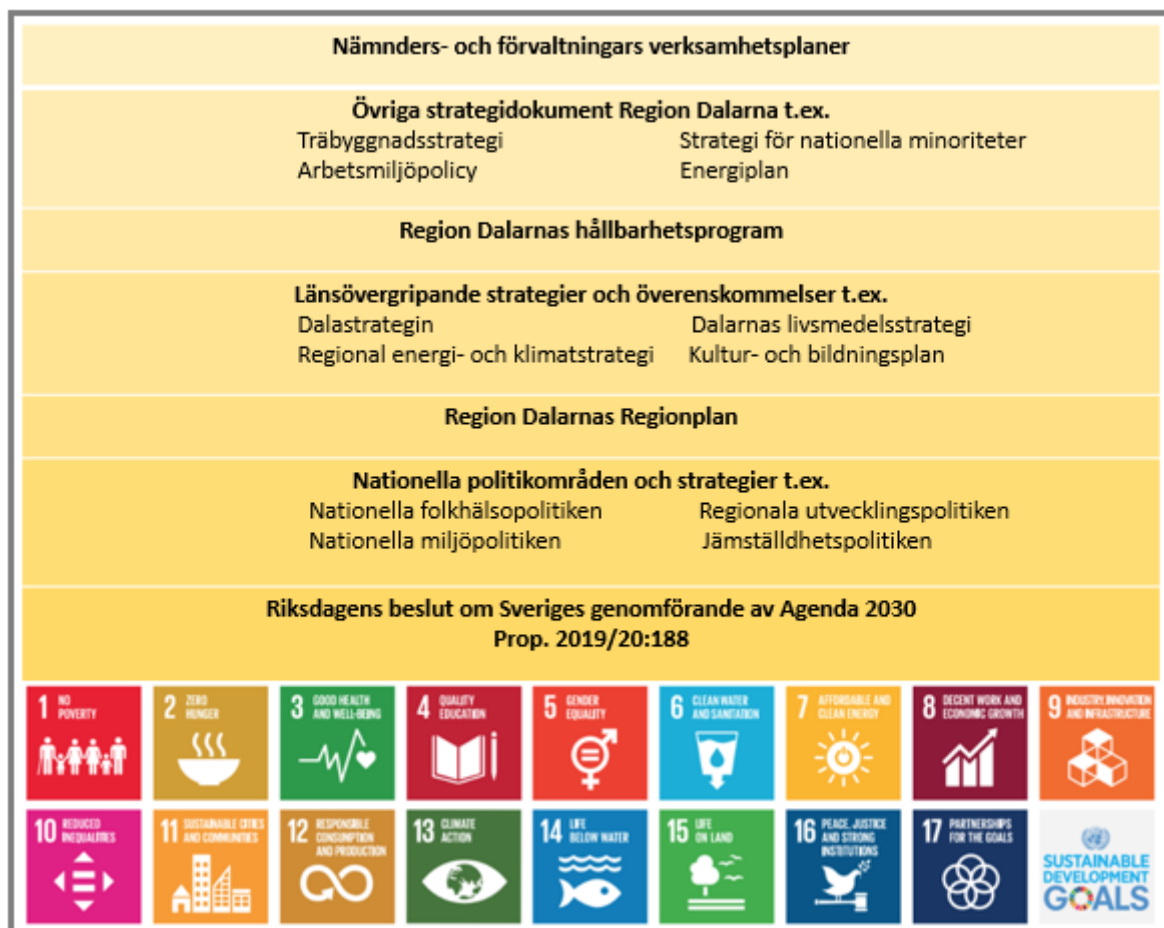 Nämnders- och förvaltningars verksamhetsplaner
Övriga strategidokument Region Dalarna t.ex.
Träbyggnadsstrategi Strategi för nationella minoriteter
Arbetsmiljöpolicy Energiplan
Region Dalarnas hållbarhetsprogram
Länsövergripande strategier och överenskommelser t.ex.
Dalastrategin Dalarnas livsmedelsstrategi
Regional energi- och klimatstrategi Kultur- och bildningsplan
Region Dalarnas Regionplan
Nationella politikområden och strategier t.ex.
Nationella folkhälsopolitiken Regionala utvecklingspolitiken
Nationella miljöpolitiken Jämställdhetspolitiken
Riksdagens beslut om Sveriges genomförande av Agenda 2030
Prop. 2019/20:188
1 NO
POVERTY
2 ZERO
HUNGER
3 GOOD HEALTH
AND WELL-BEING
4 QUALITY
EDUCATION
5 GENDER
EQUALITY
6 CLEAN WATER
AND SANITATION
7 AFFORDABLE AND
CLEAN ENERGY
8 DECENT WORK AND
ECONOMIC GROWTH
9 INDUSTRY, INNOVATION
AND INFRASTRUCTURE
10 REDUCED
INEQUALITIES
11 SUSTAINABLE CITIES
AND COMMUNITIES
12 RESPONSIBLE
CONSUMPTION
AND PRODUCTION
13 CLIMATE
ACTION
14 LIFE
BELOW WATER
15 LIFE
ON LAND
16 PEACE, JUSTICE
AND STRONG
INSTITUTIONS
17 PARTNERSHIPS
FOR THE GOALS
SUSTAINABLE
DEVELOPMENT
GOALS